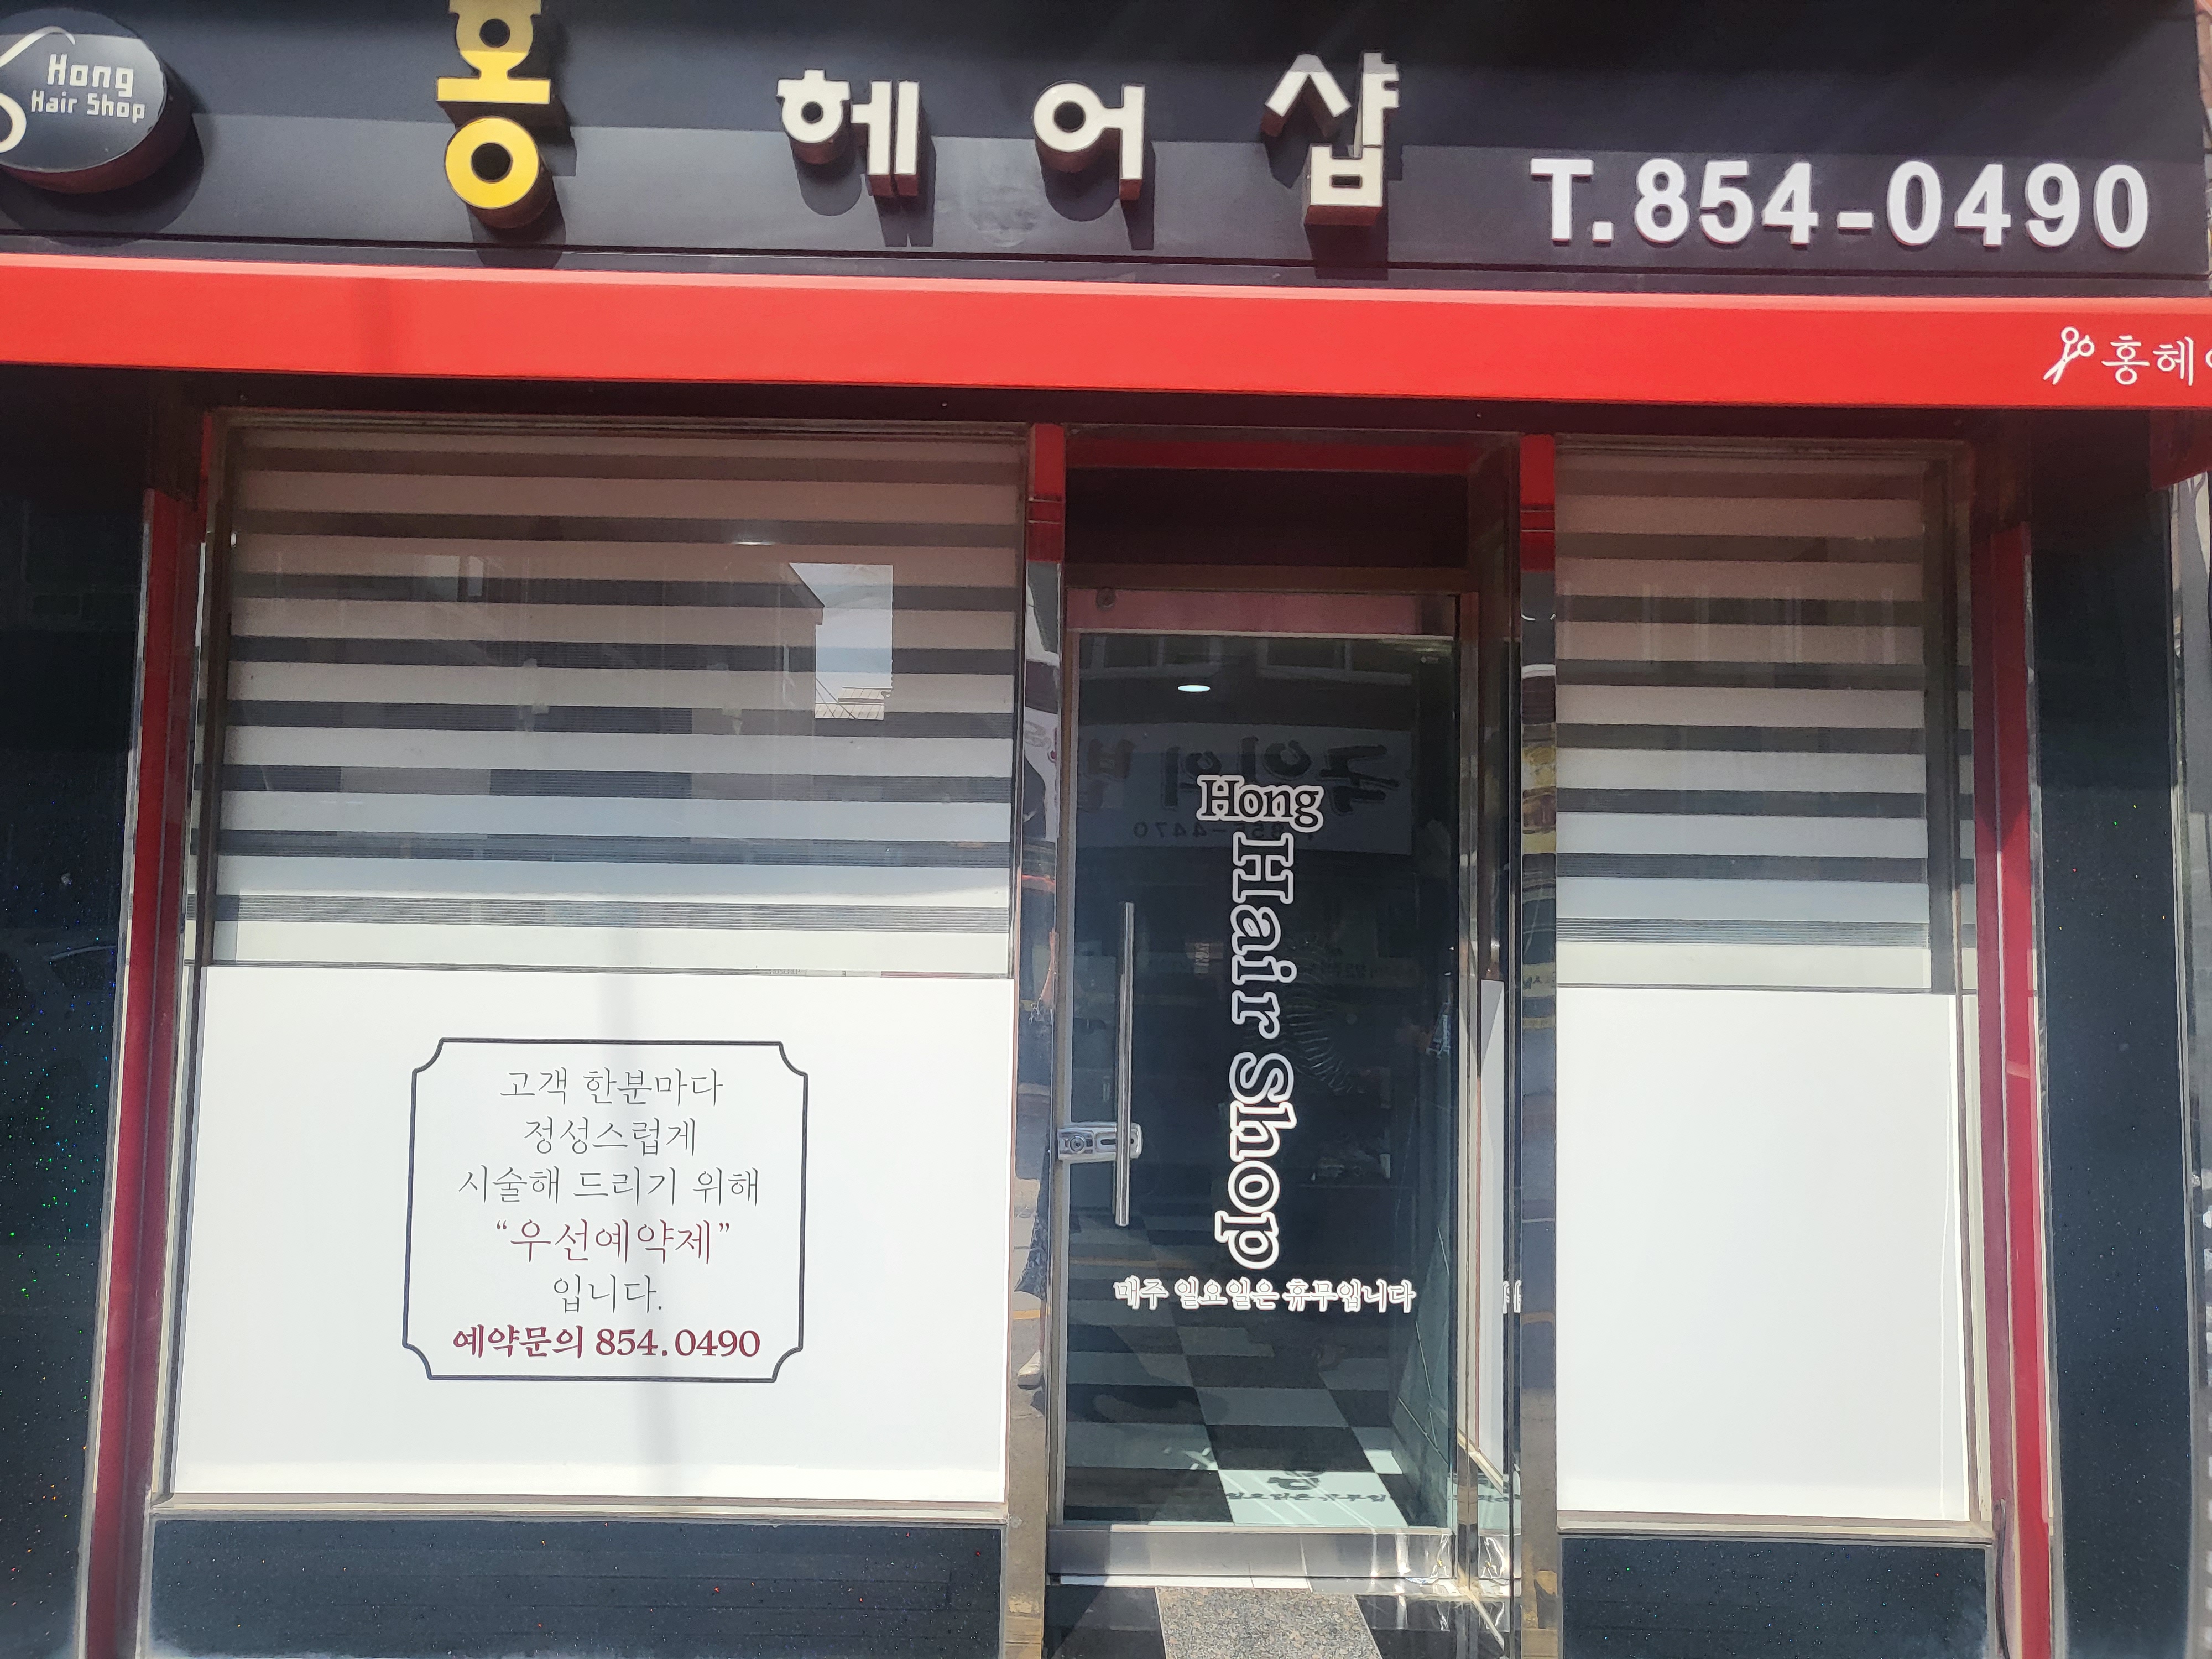 Hong
Hair Shop
홍 헤어샵
T.854-0490
홍헤
Hong
Hair Shop
매주 일요일은 휴무입니다
고객 한분마다
정성스럽게
시술해 드리기 위해
“우선예약제”
입니다.
예약문의 854.0490